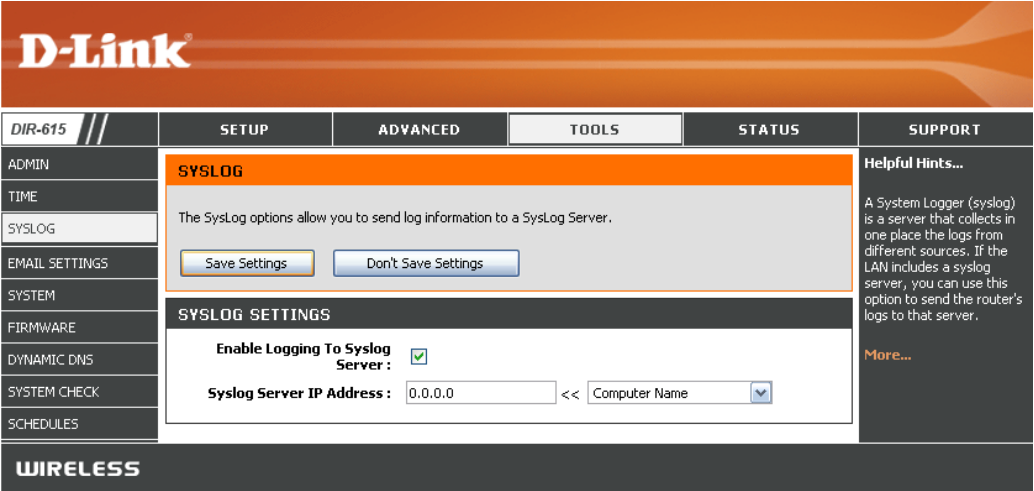 D-Link
DIR-615
SETUP
ADVANCED
TOOLS
STATUS
SUPPORT
ADMIN
TIME
SYSLOG
EMAIL SETTINGS
SYSTEM
FIRMWARE
DYNAMIC DNS
SYSTEM CHECK
SCHEDULES
SYSLOG
The SysLog options allow you to send log information to a SysLog Server.
Save Settings
Don't Save Settings
SYSLOG SETTINGS
Enable Logging To Syslog
Server :
Syslog Server IP Address : 0.0.0.0 << Computer Name
Helpful Hints...
A System Logger (syslog)
is a server that collects in
one place the logs from
different sources. If the
LAN includes a syslog
server, you can use this
option to send the router's
logs to that server.
More...
WIRELESS